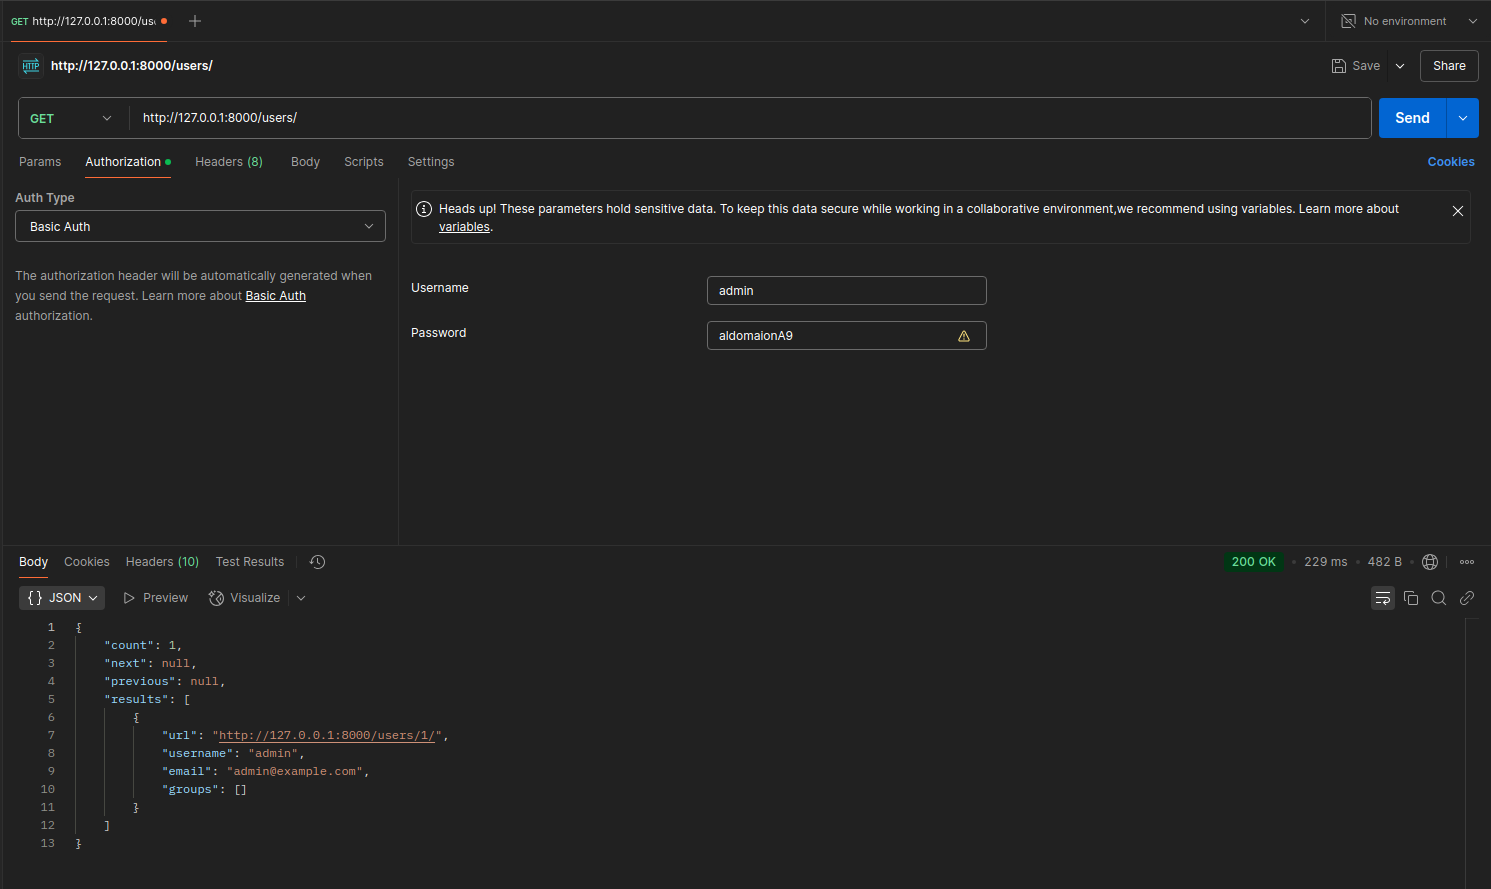 GET http://127.0.0.1:8000/us
No environment
HTTP http://127.0.0.1:8000/users/
Save Share
GET http://127.0.0.1:8000/users/ Send
Params Authorization Headers (8) Body Scripts Settings Cookies
Auth Type
Basic Auth
The authorization header will be automatically generated when
you send the request. Learn more about Basic Auth
authorization.
Heads up! These parameters hold sensitive data. To keep this data secure while working in a collaborative environment,we recommend using variables. Learn more about
variables.
Username admin
Password aldomaionA9
Body Cookies Headers (10) Test Results 200 OK • 229 ms • 482 B
{} JSON Preview Visualize
1 {
2 "count": 1,
3 "next": null,
4 "previous": null,
5 "results": [
6 {
7 "url": "http://127.0.0.1:8000/users/1/",
8 "username": "admin",
9 "email": "admin@example.com",
10 "groups": []
11 }
12 ]
13 }